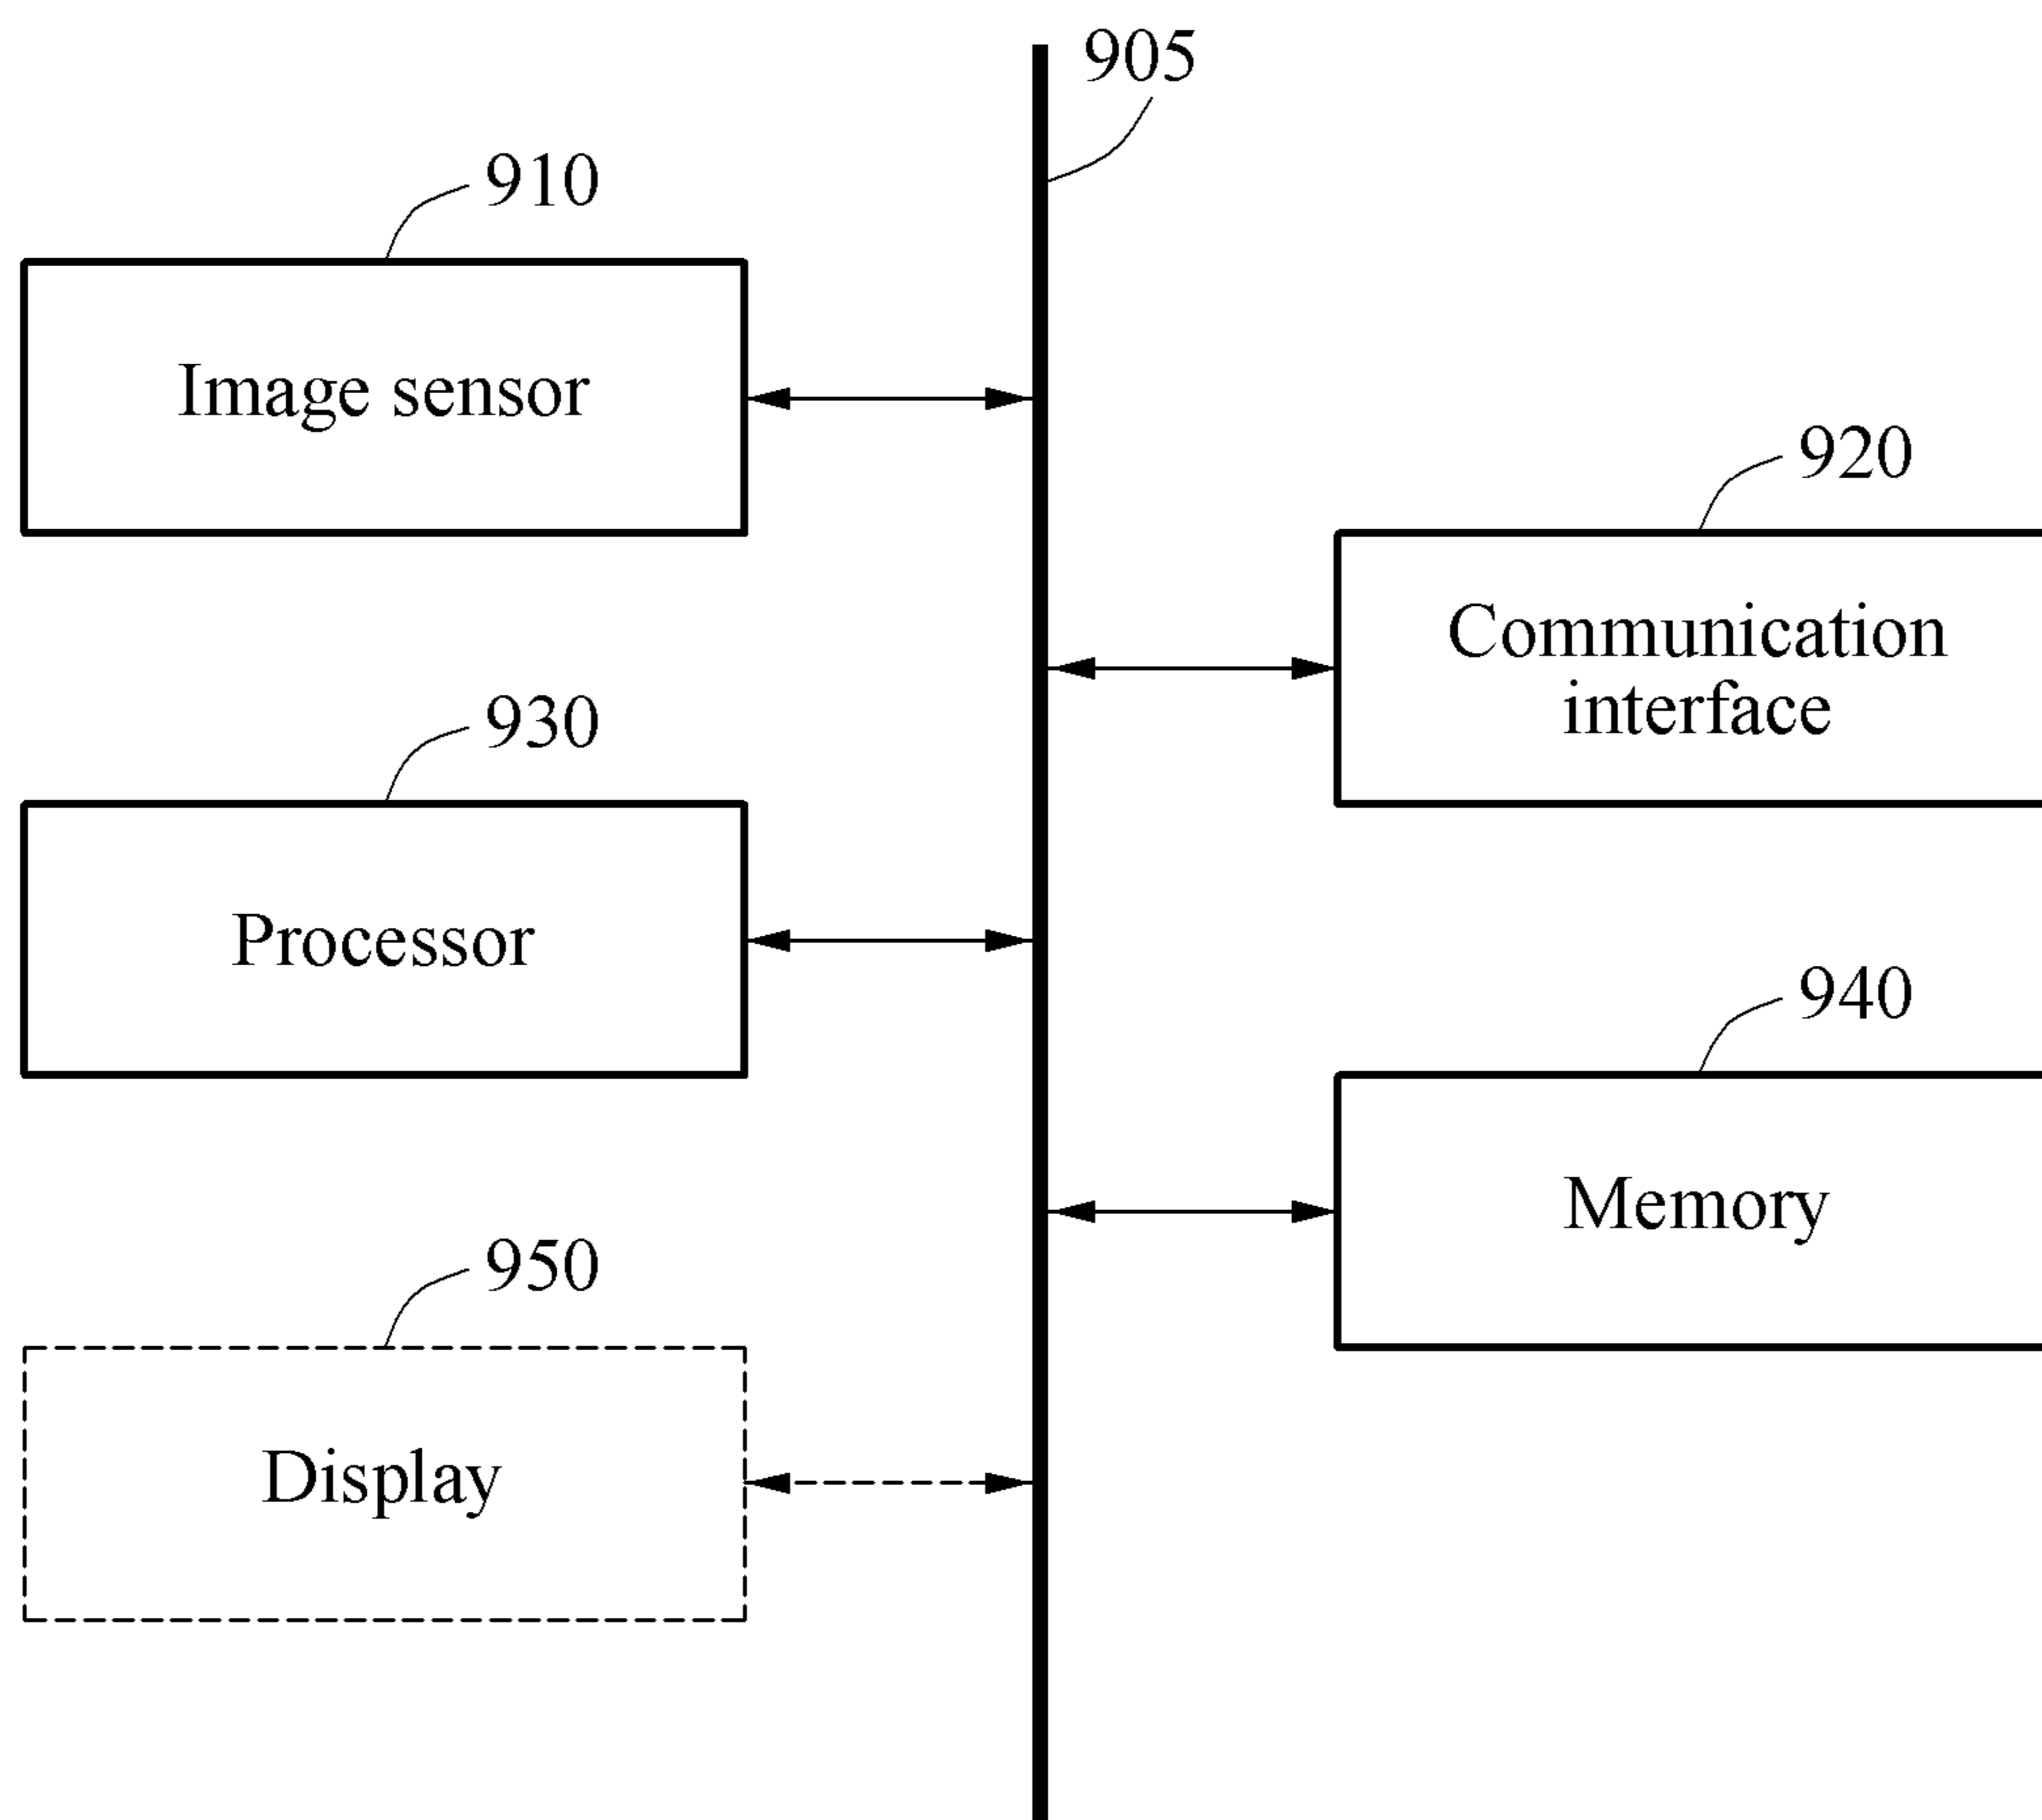 905
910
Image sensor
920
Communication
interface
930
Processor
940
Memory
950
Display